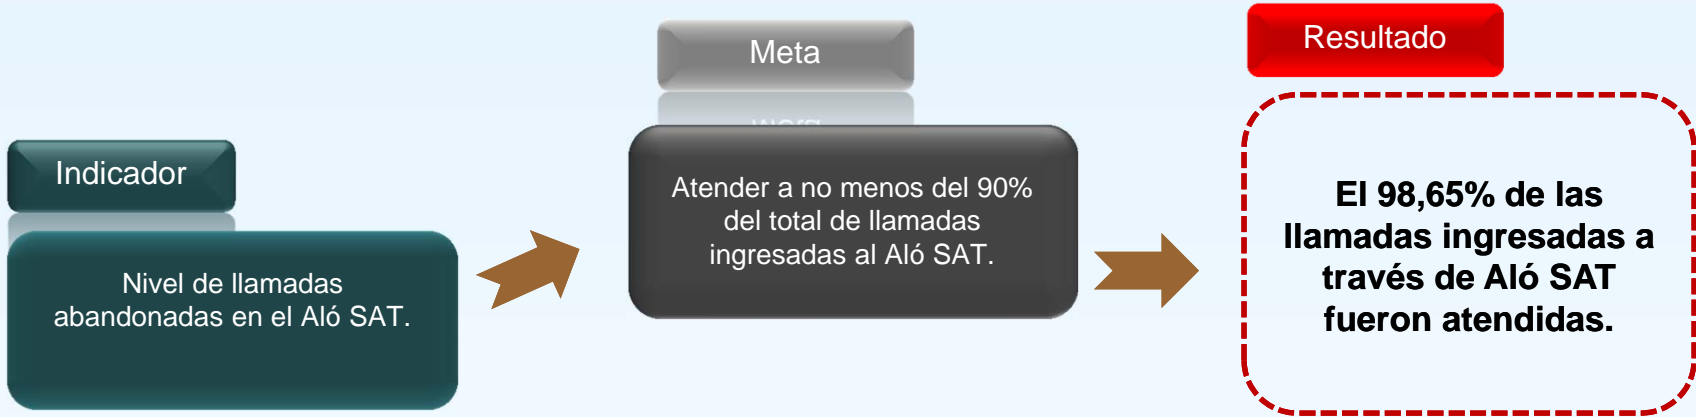 Indicador
Nivel de llamadas
abandonadas en el Aló SAT.
Meta
Atender a no menos del 90%
del total de llamadas
ingresadas al Aló SAT.
Resultado
El 98,65% de las
llamadas ingresadas a
través de Aló SAT
fueron atendidas.